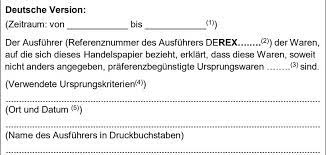 Deutsche Version:
(Zeitraum: von ____________ bis ____________(1))
Der Ausführer (Referenznummer des Ausführers DEREX........(2)) der Waren,
auf die sich dieses Handelspapier bezieht, erklärt, dass diese Waren, soweit
nicht anders angegeben, präferenzbegünstigte Ursprungswaren ........(3) sind.
(Verwendete Ursprungskriterien(4))
........................................................................
(Ort und Datum (5))
........................................................................
(Name des Ausführers in Druckbuchstaben)
........................................................................